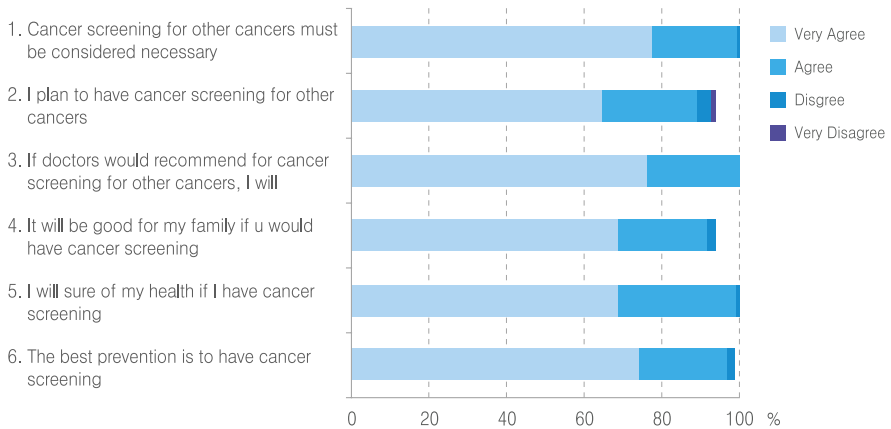 1. Cancer screening for other cancers must
be considered necessary
2. I plan to have cancer screening for other
cancers
3. If doctors would recommend for cancer
screening for other cancers, I will
4. It will be good for my family if u would
have cancer screening
5. I will sure of my health if I have cancer
screening
6. The best prevention is to have cancer
screening
0 20 40 60 80 100 %
Very Agree
Agree
Disgree
Very Disagree